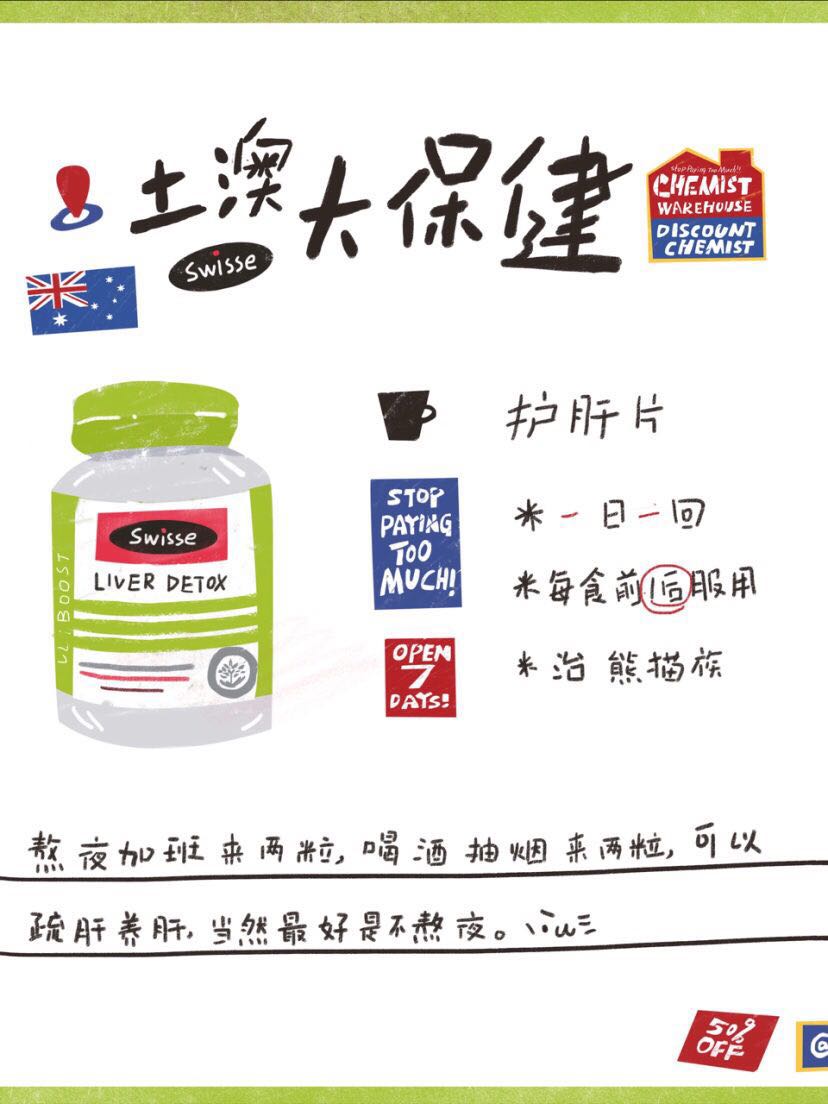 土澳大保健
Swisse
Stop Paying Too Much!!
CHEMIST
WAREHOUSE
DISCOUNT
CHEMIST
护肝片
Swisse
LIVER DETOX
STOP
PAYING
TOO
MUCH!
*一日一回
*每食前/后服用
OPEN
7
DAYS!
*治 熊猫族
熬夜加班来两粒,喝酒抽烟来两粒,可以
疏肝养肝,当然最好是不熬夜。
50%
OFF
@